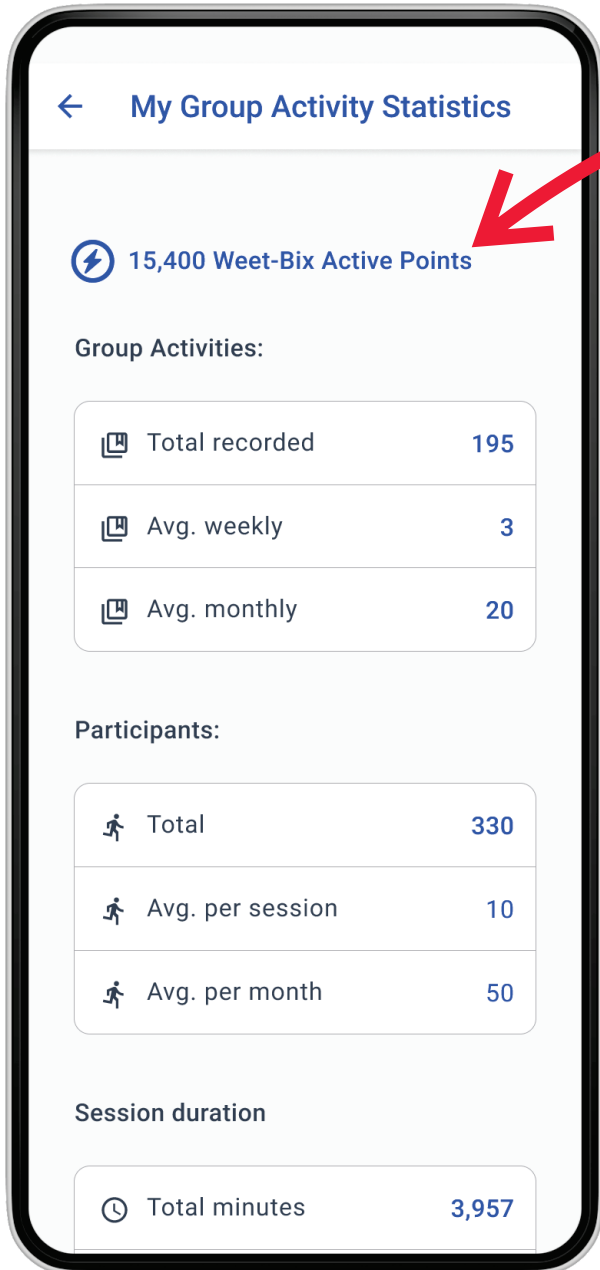 My Group Activity Statistics
15,400 Weet-Bix Active Points
Group Activities:
Total recorded 195
Avg. weekly 3
Avg. monthly 20
Participants:
Total 330
Avg. per session 10
Avg. per month 50
Session duration
Total minutes 3,957